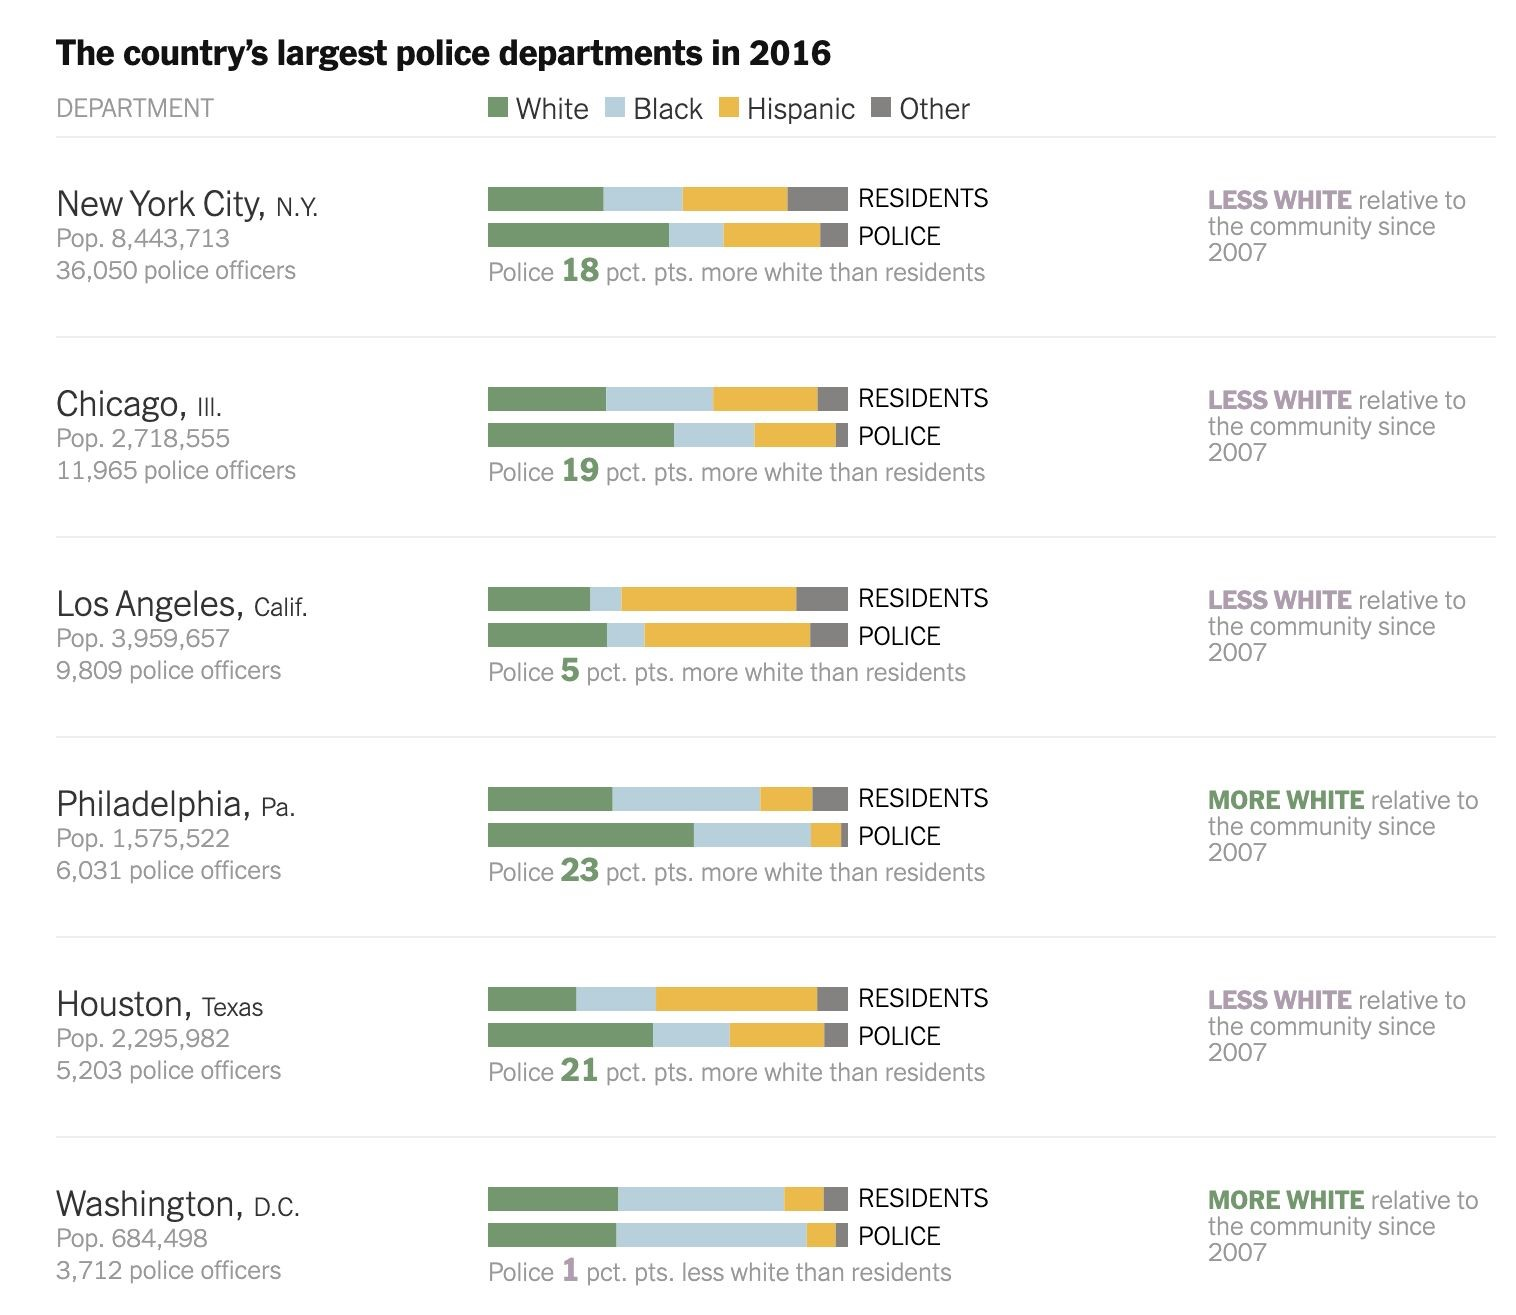 The country’s largest police departments in 2016
DEPARTMENT
White Black Hispanic Other
New York City, N.Y.
Pop. 8,443,713
36,050 police officers
RESIDENTS
POLICE
Police 18 pct. pts. more white than residents
LESS WHITE relative to
the community since
2007
Chicago, Ill.
Pop. 2,718,555
11,965 police officers
RESIDENTS
POLICE
Police 19 pct. pts. more white than residents
LESS WHITE relative to
the community since
2007
Los Angeles, Calif.
Pop. 3,959,657
9,809 police officers
RESIDENTS
POLICE
Police 5 pct. pts. more white than residents
LESS WHITE relative to
the community since
2007
Philadelphia, Pa.
Pop. 1,575,522
6,031 police officers
RESIDENTS
POLICE
Police 23 pct. pts. more white than residents
MORE WHITE relative to
the community since
2007
Houston, Texas
Pop. 2,295,982
5,203 police officers
RESIDENTS
POLICE
Police 21 pct. pts. more white than residents
LESS WHITE relative to
the community since
2007
Washington, D.C.
Pop. 684,498
3,712 police officers
RESIDENTS
POLICE
Police 1 pct. pts. less white than residents
MORE WHITE relative to
the community since
2007